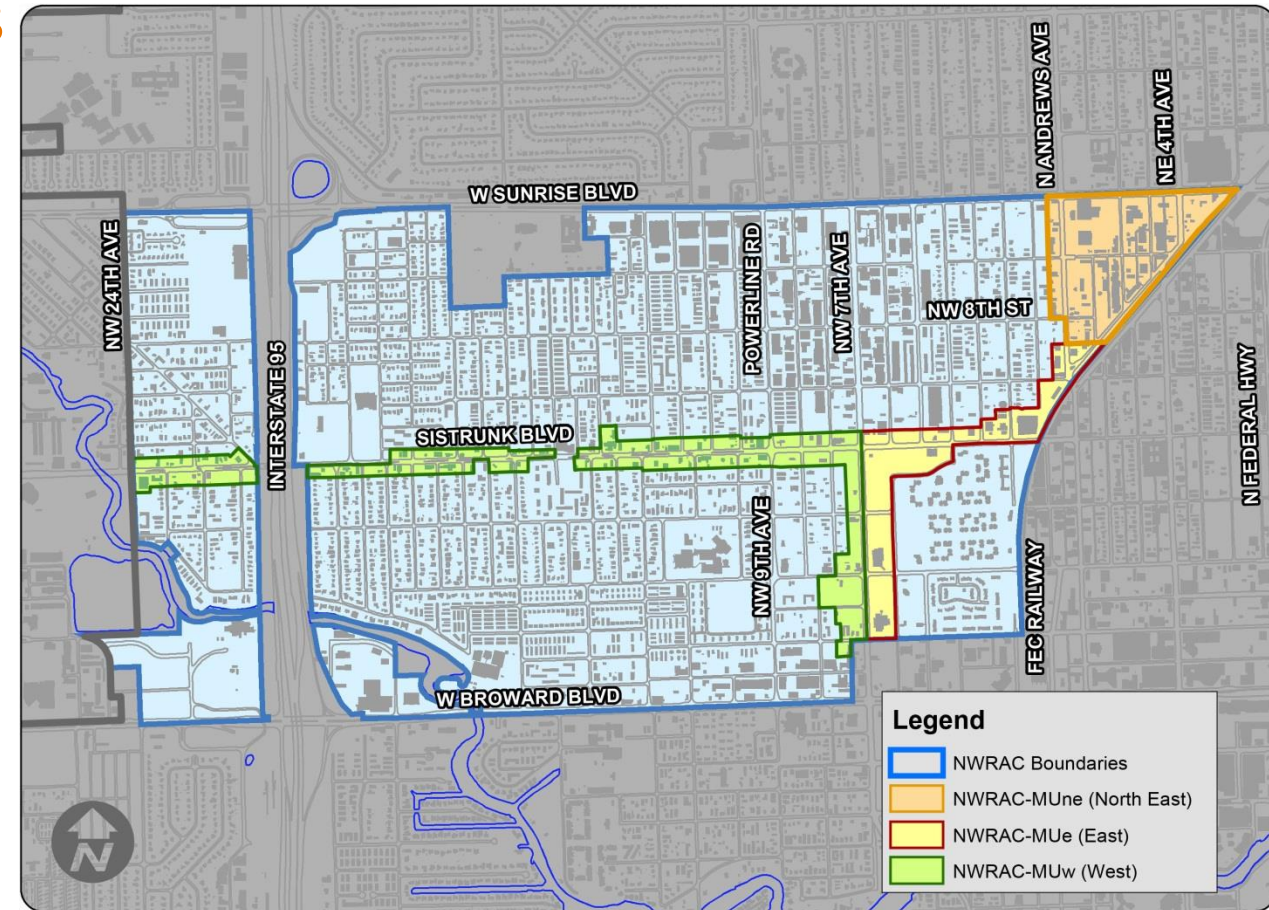 W SUNRISE BLVD
N ANDREWS AVE
NE 4TH AVE
NW 24TH AVE
INTERSTATE 95
POWERLINE RD
NW 7TH AVE
NW 8TH ST
N FEDERAL HWY
SISTRUNK BLVD
NW 9TH AVE
FEC RAILWAY
W BROWARD BLVD
Legend
NWRAC Boundaries
NWRAC-MUne (North East)
NWRAC-MUe (East)
NWRAC-MUw (West)
N